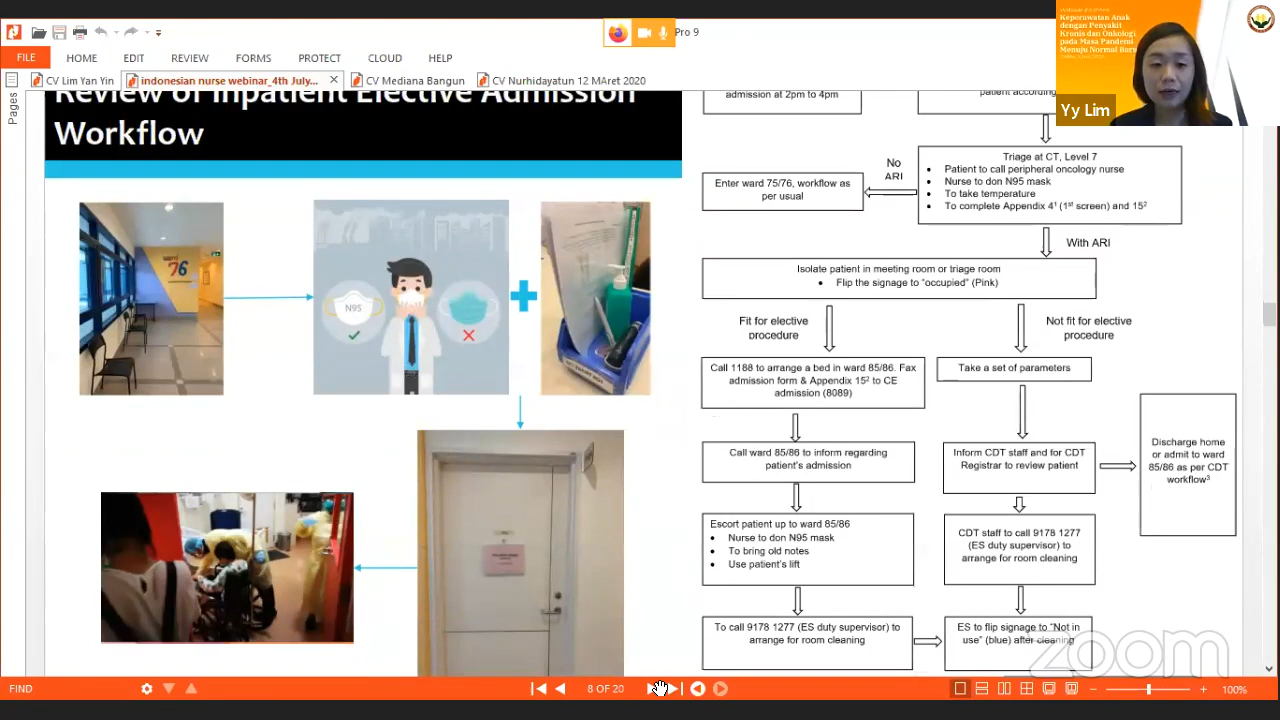 Pro 9
FILE
HOME
EDIT
REVIEW
FORMS
PROTECT
CLOUD
HELP
CV Lim Yan Yin
indonesian nurse webinar_4th July...
CV Mediana Bangun
CV Nurhidayatun 12 MAret 2020
Pages
Keperawatan Anak
dengan Penyakit
Kronis dan Onkologi
pada Masa Pandemi
Menuju Normal Baru
Yy Lim
Review of Inpatient Elective Admission
Workflow
76
N95
admission at 2pm to 4pm
Triage at CT, Level 7
• Patient to call peripheral oncology nurse
• Nurse to don N95 mask
• To take temperature
• To complete Appendix 4¹ (1st screen) and 15²
No
ARI
Enter ward 75/76, workflow as
per usual
With ARI
Isolate patient in meeting room or triage room
• Flip the signage to “occupied” (Pink)
Fit for elective
procedure
Not fit for elective
procedure
Call 1188 to arrange a bed in ward 85/86. Fax
admission form & Appendix 15² to CE
admission (8089)
Take a set of parameters
Call ward 85/86 to inform regarding
patient's admission
Inform CDT staff and for CDT
Registrar to review patient
Discharge home
or admit to ward
85/86 as per CDT
workflow³
Escort patient up to ward 85/86
• Nurse to don N95 mask
• To bring old notes
• Use patient's lift
CDT staff to call 9178 1277
(ES duty supervisor) to
arrange for room cleaning
To call 9178 1277 (ES duty supervisor) to
arrange for room cleaning
ES to flip signage to “Not in
use” (blue) after cleaning
zoom
FIND
8 OF 20
100%